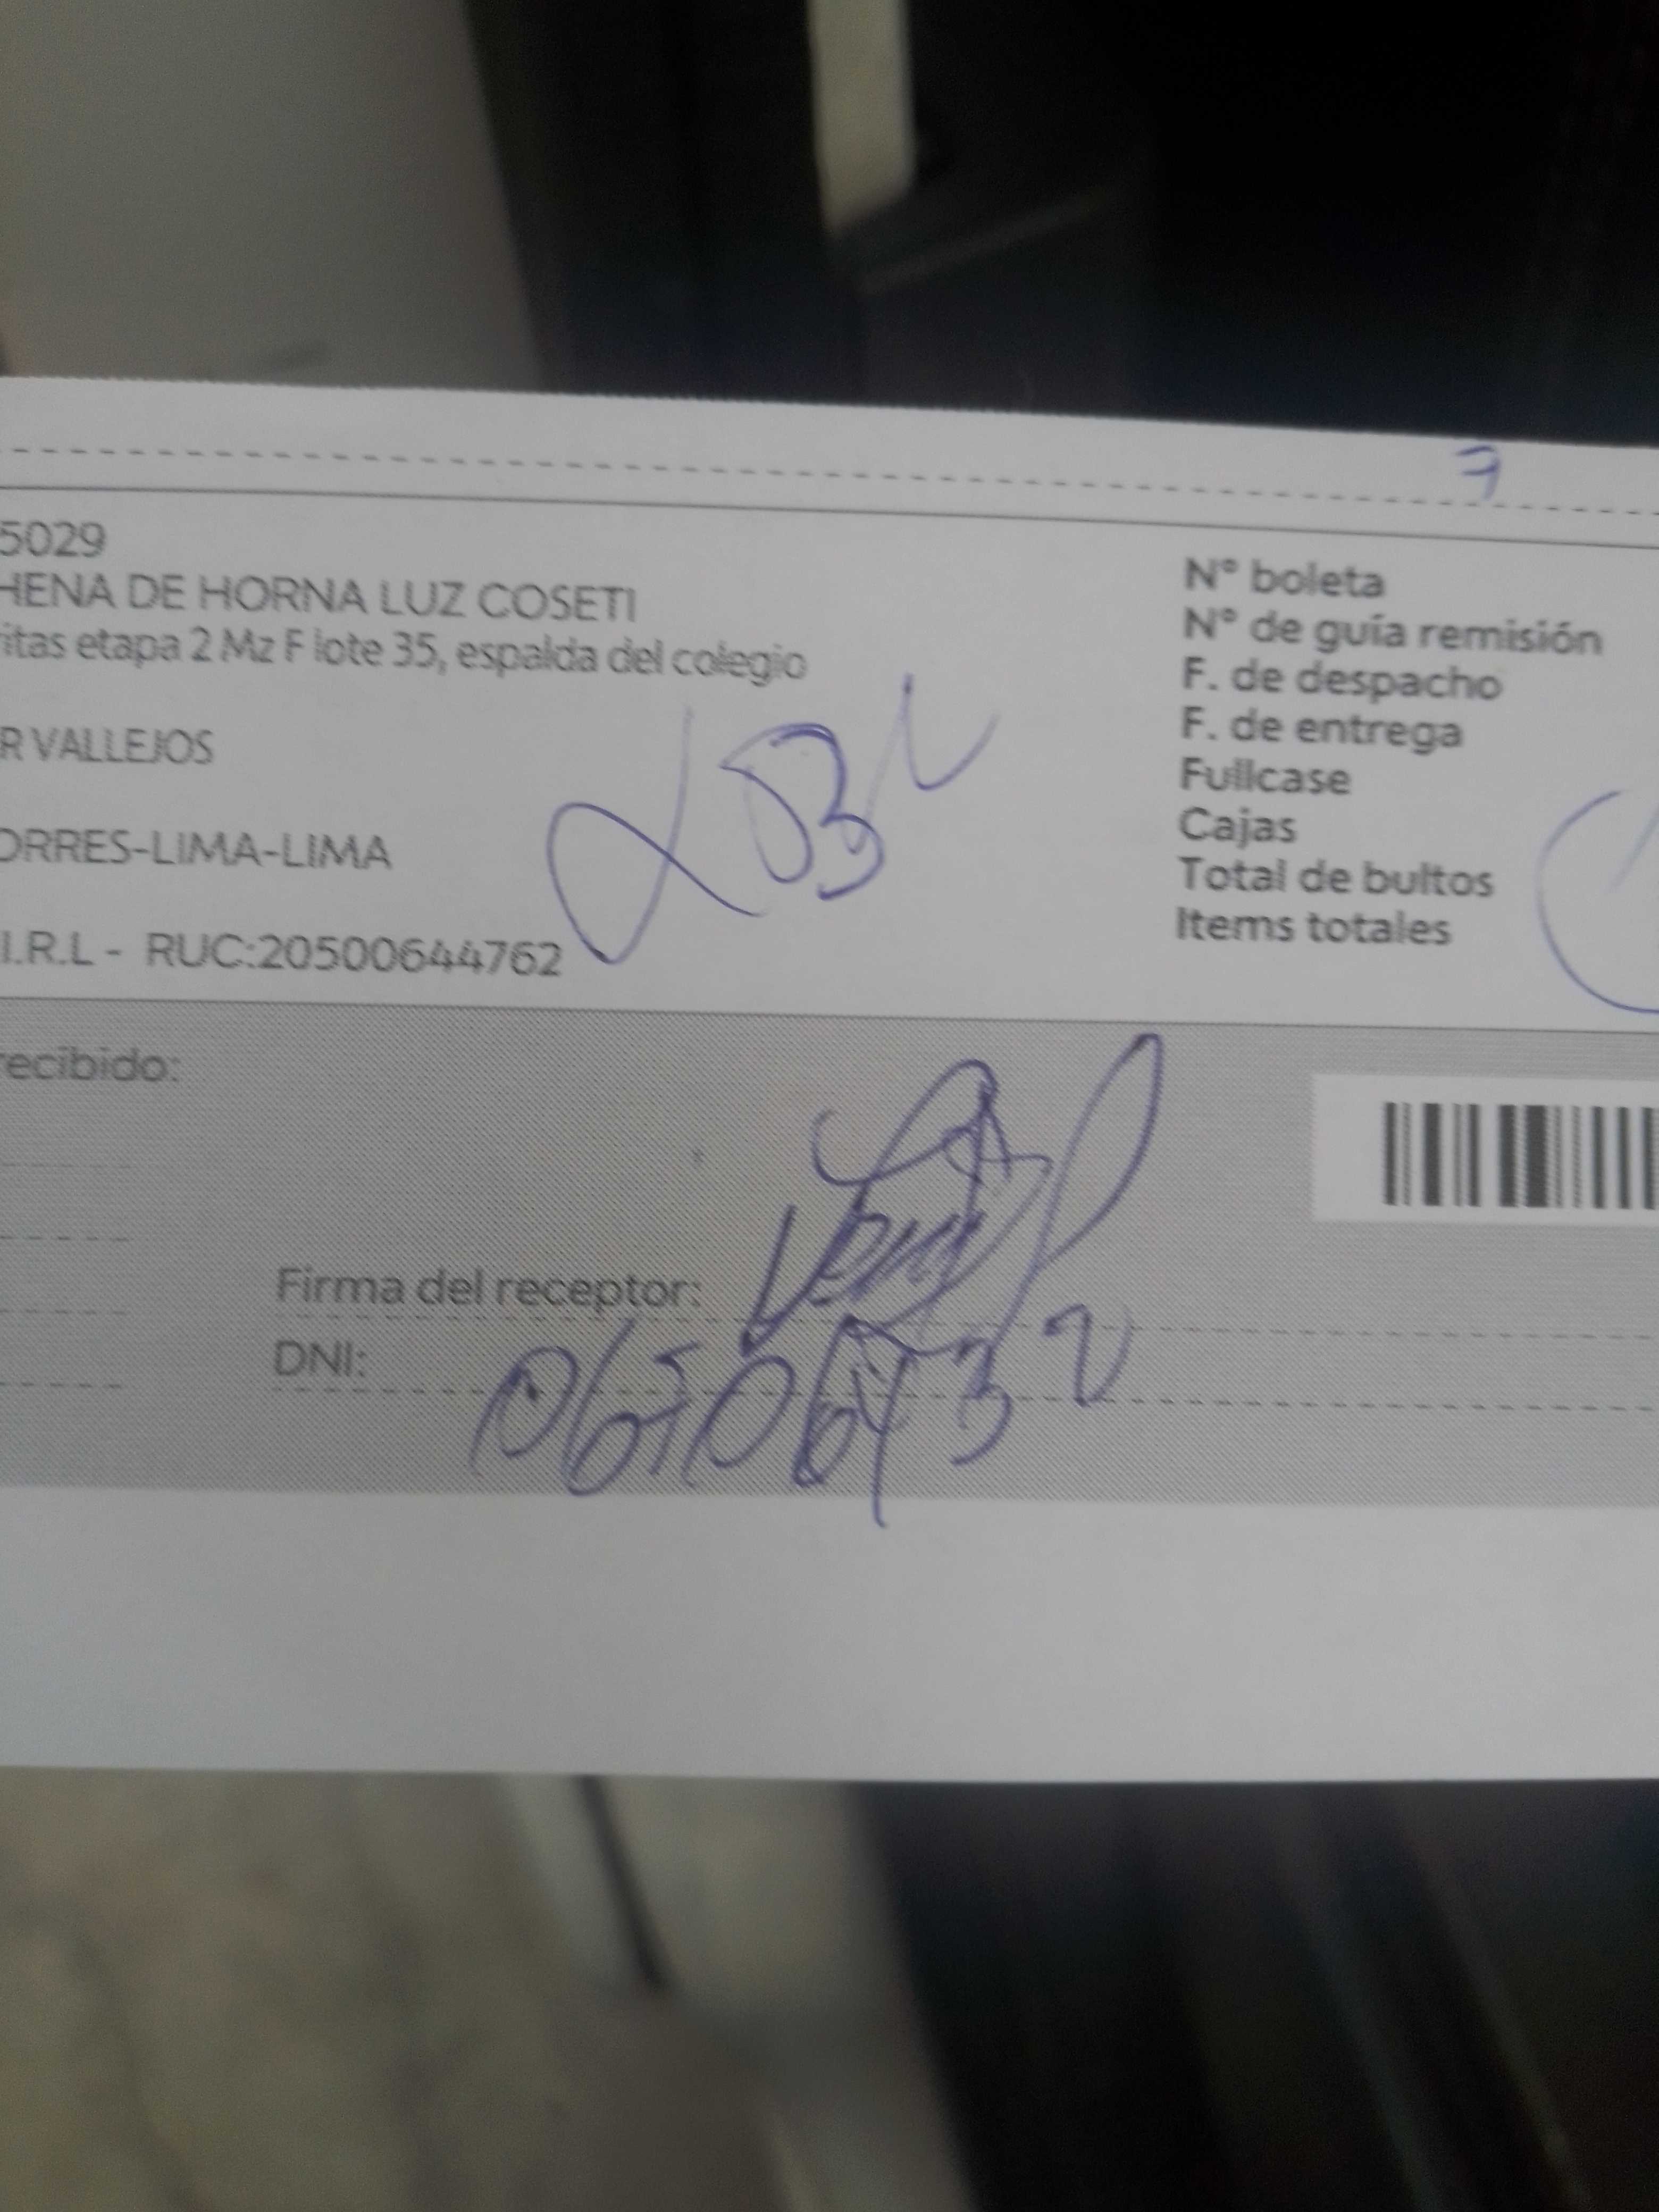 7
5029
HENA DE HORNA LUZ COSETI
ritas etapa 2 Mz F lote 35, espalda del colegio
R VALLEJOS
ORRES-LIMA-LIMA
I.R.L - RUC:20500644762
N° boleta
N° de guía remisión
F. de despacho
F. de entrega
Fullcase
Cajas
Total de bultos
Items totales
recibido:
Firma del receptor:
DNI: 06506432